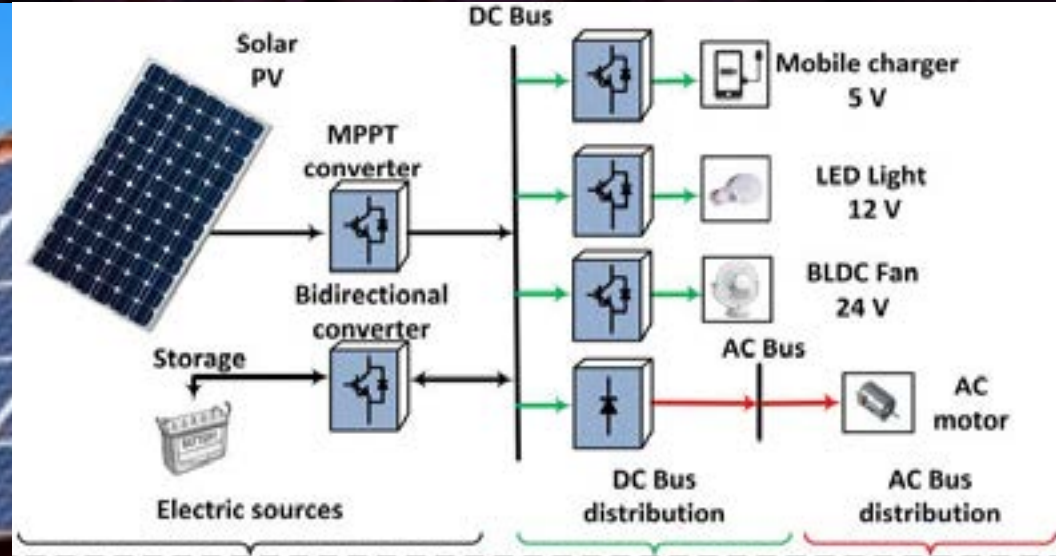 DC Bus
Solar
PV
MPPT
converter
Bidirectional
converter
Storage
BATTERY
Mobile charger
5 V
LED Light
12 V
BLDC Fan
24 V
AC Bus
AC
motor
Electric sources
DC Bus
distribution
AC Bus
distribution